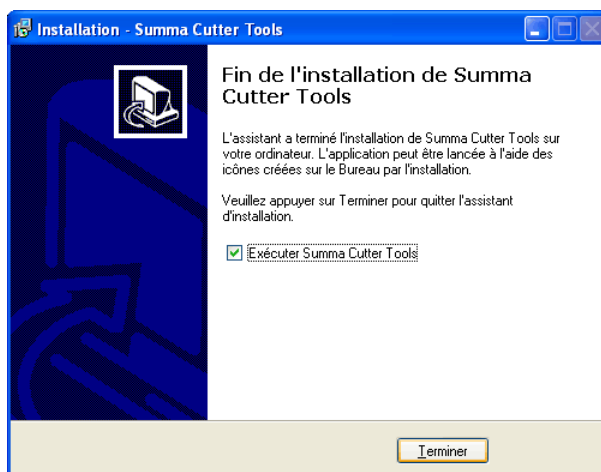 Installation - Summa Cutter Tools
Fin de l'installation de Summa
Cutter Tools
L'assistant a terminé l'installation de Summa Cutter Tools sur
votre ordinateur. L'application peut être lancée à l'aide des
icônes créées sur le Bureau par l'installation.
Veuillez appuyer sur Terminer pour quitter l'assistant
d'installation.
Exécuter Summa Cutter Tools
Terminer